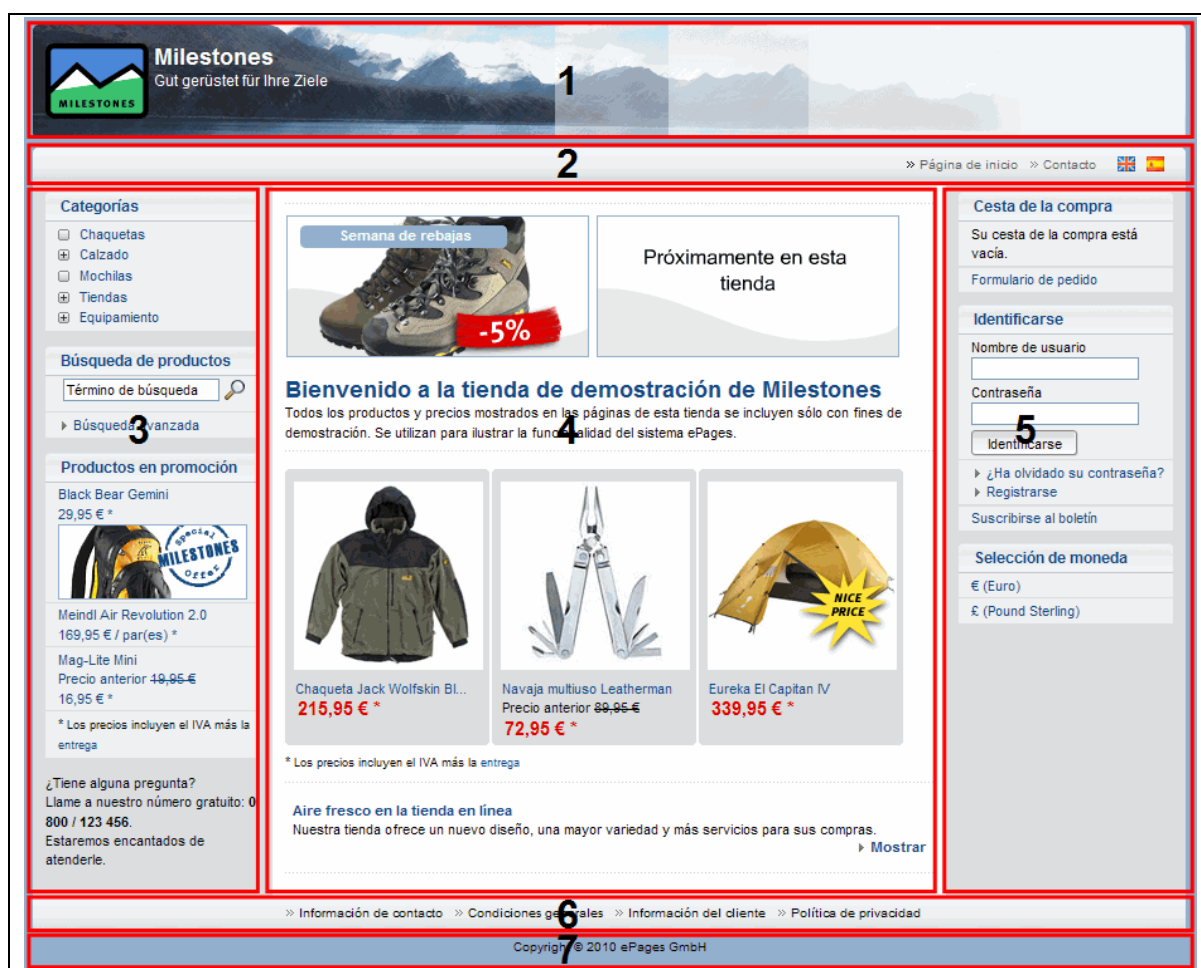 Milestones
Gut gerüstet für Ihre Ziele
MILESTONES
1
2
» Página de inicio » Contacto
Categorías
Chaquetas
Calzado
Mochilas
Tiendas
Equipamiento
Búsqueda de productos
Término de búsqueda
Búsqueda avanzada
3
Productos en promoción
Black Bear Gemini
29,95 € *
Special
MILESTONES
Offer
Meindl Air Revolution 2.0
169,95 € / par(es) *
Mag-Lite Mini
Precio anterior 19,95 €
16,95 € *
* Los precios incluyen el IVA más la
entrega
¿Tiene alguna pregunta?
Llame a nuestro número gratuito: 0
800 / 123 456.
Estaremos encantados de
atenderle.
Semana de rebajas
-5%
Próximamente en esta
tienda
Bienvenido a la tienda de demostración de Milestones
Todos los productos y precios mostrados en las páginas de esta tienda se incluyen sólo con fines de
demostración. Se utilizan para ilustrar la funcionalidad del sistema ePages.
4
NICE
PRICE
Chaqueta Jack Wolfskin Bl...
215,95 € *
Navaja multiuso Leatherman
Precio anterior 89,95 €
72,95 € *
Eureka El Capitan IV
339,95 € *
* Los precios incluyen el IVA más la entrega
Aire fresco en la tienda en línea
Nuestra tienda ofrece un nuevo diseño, una mayor variedad y más servicios para sus compras.
Mostrar
Cesta de la compra
Su cesta de la compra está
vacía.
Formulario de pedido
Identificarse
Nombre de usuario
Contraseña
5
Identificarse
¿Ha olvidado su contraseña?
Registrarse
Suscribirse al boletín
Selección de moneda
€ (Euro)
£ (Pound Sterling)
» Información de contacto » Condiciones generales » Información del cliente » Política de privacidad
6
Copyright © 2010 ePages GmbH
7